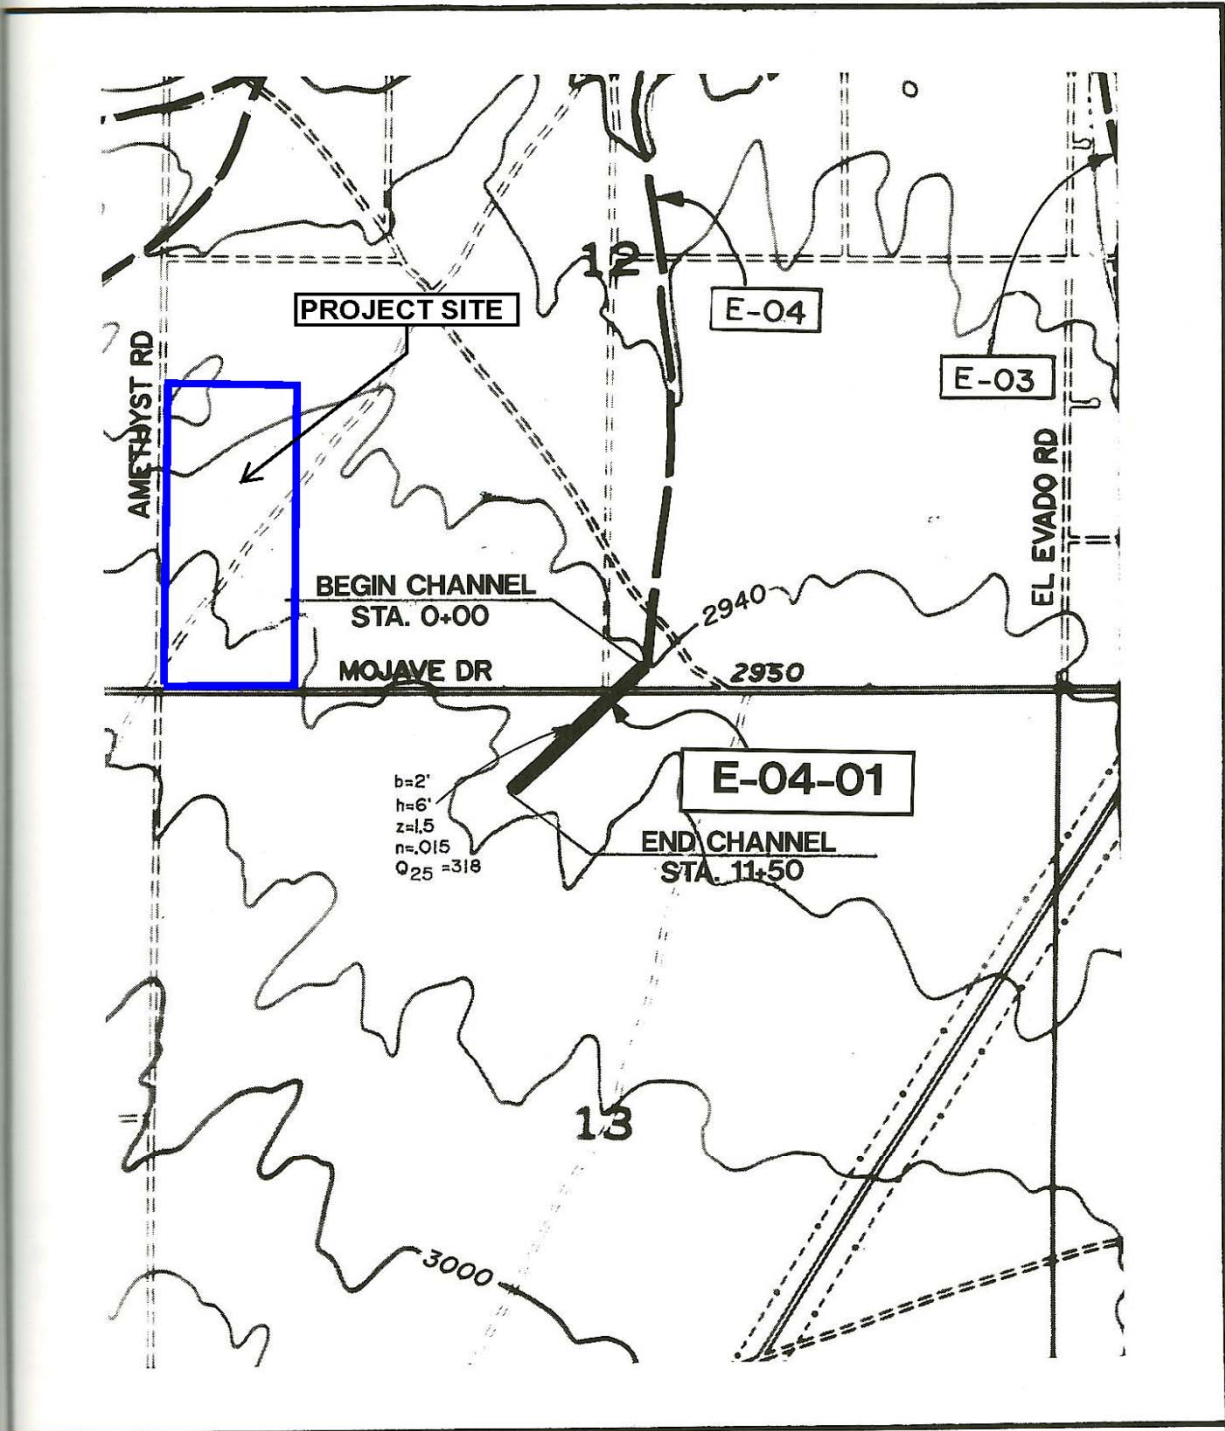 12
PROJECT SITE
E-04
E-03
AMETHYST RD
EL EVADO RD
BEGIN CHANNEL
STA. 0+00
2940
MOJAVE DR
2950
E-04-01
b=2'
h=6'
z=1.5
n=.015
Q25 =318
END CHANNEL
STA. 11+50
13
3000